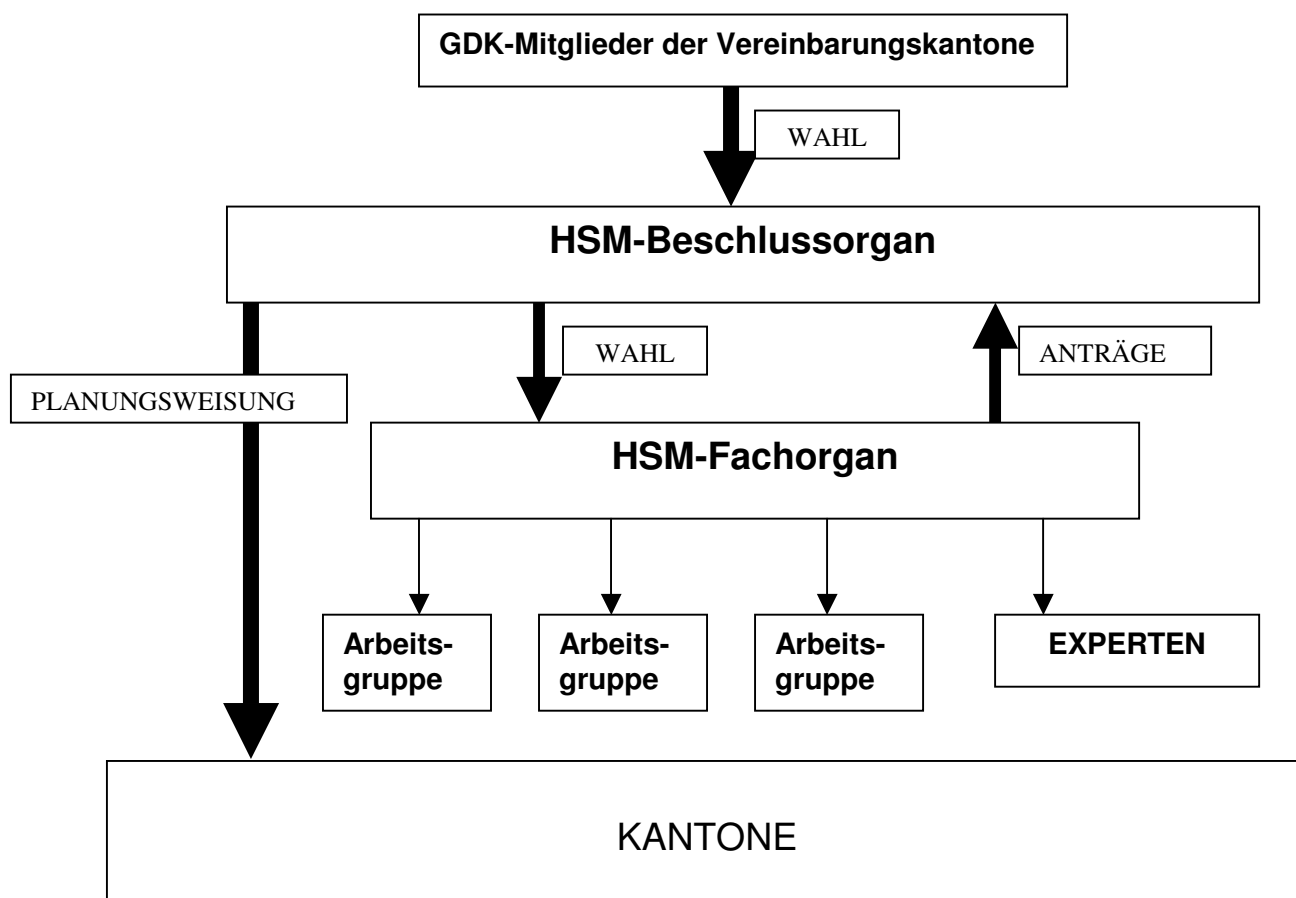 GDK-Mitglieder der Vereinbarungskantone
WAHL
HSM-Beschlussorgan
WAHL
ANTRÄGE
PLANUNGSWEISUNG
HSM-Fachorgan
Arbeits-
gruppe
Arbeits-
gruppe
Arbeits-
gruppe
EXPERTEN
KANTONE